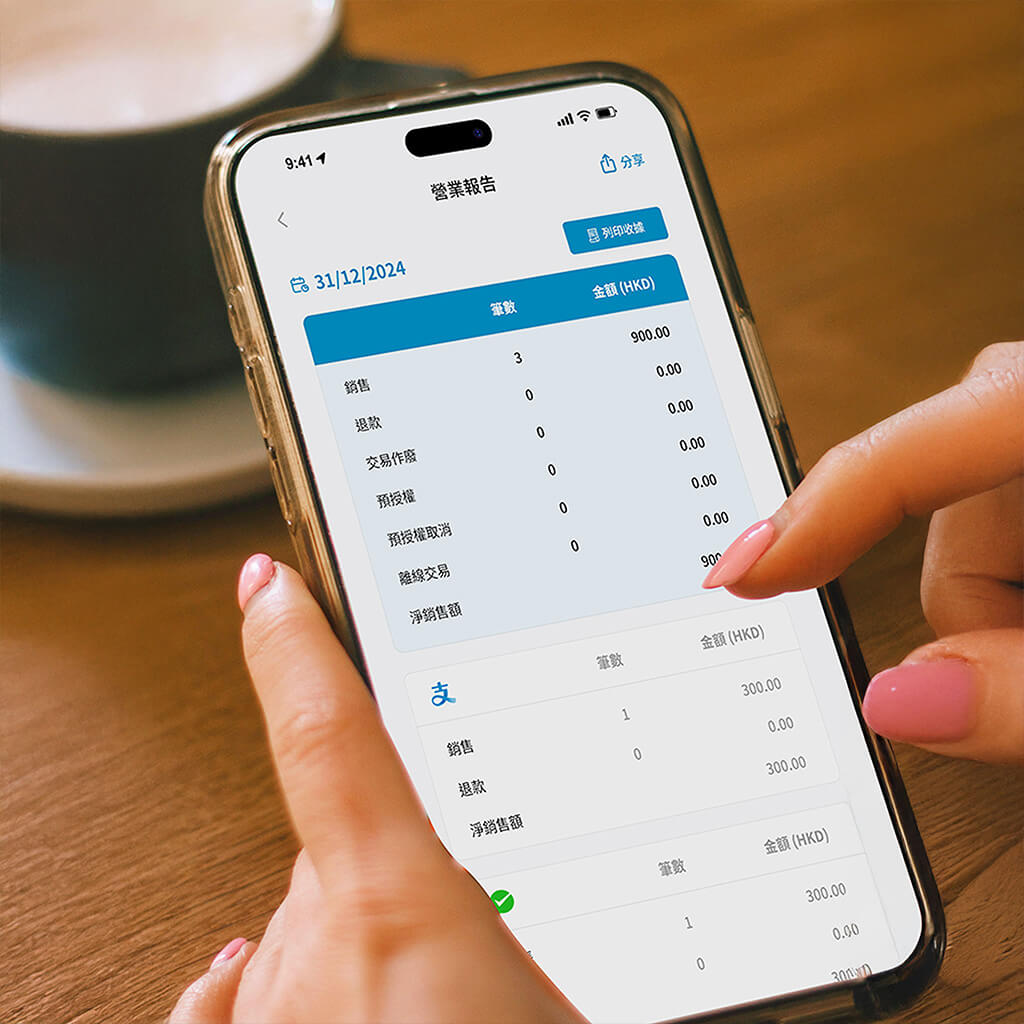 9:41
營業報告
分享
列印收據
31/12/2024
筆數 金額 (HKD)
銷售 3 900.00
退款 0 0.00
交易作廢 0 0.00
預授權 0 0.00
預授權取消 0 0.00
離線交易 0 0.00
淨銷售額 900
支 筆數 金額 (HKD)
銷售 1 300.00
退款 0 0.00
淨銷售額 300.00
筆數 金額 (HKD)
1 300.00
0 0.00
300